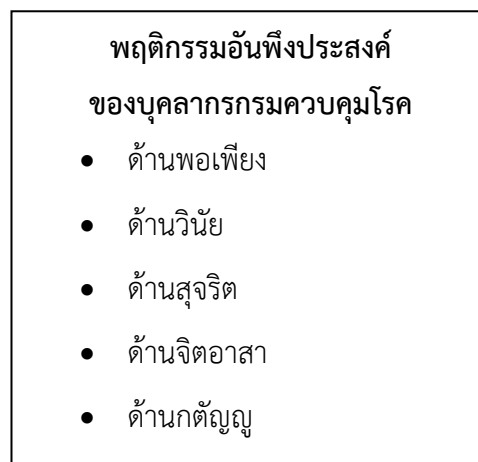 พฤติกรรมอันพึงประสงค์
ของบุคลากรกรมควบคุมโรค
• ด้านพอเพียง
• ด้านวินัย
• ด้านสุจริต
• ด้านจิตอาสา
• ด้านกตัญญู